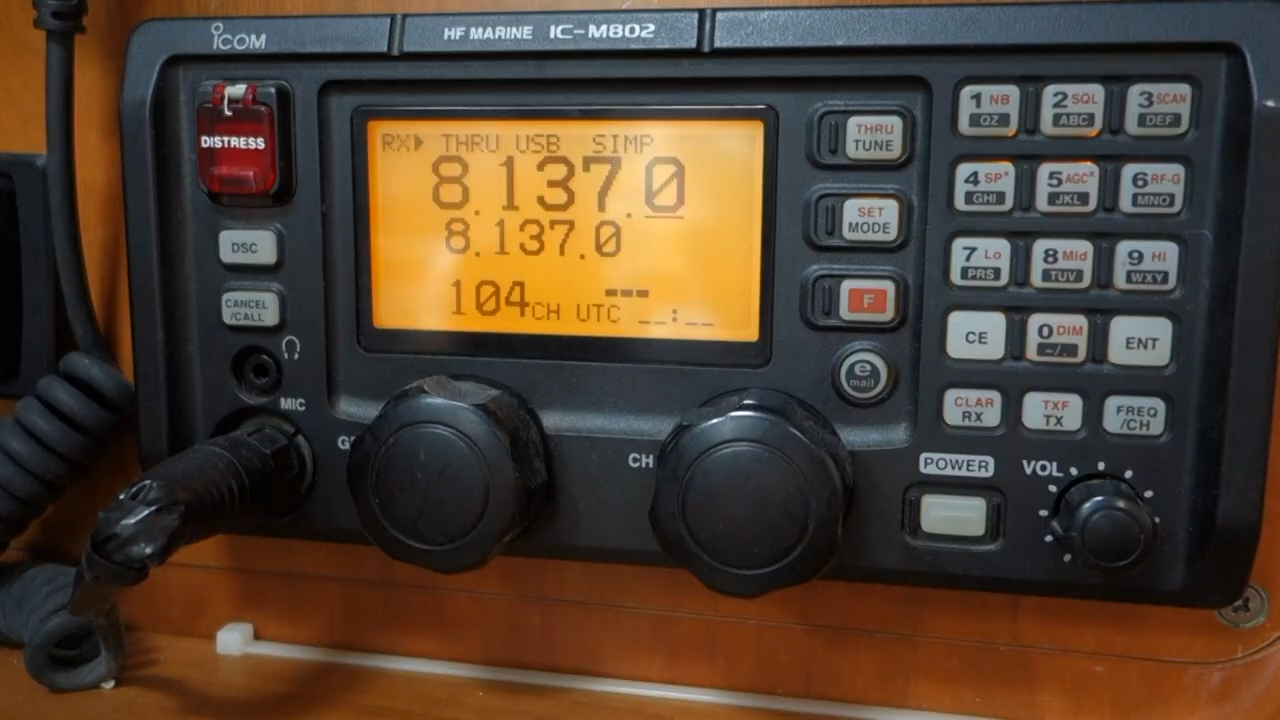 ICOM
HF MARINE IC-M802
DISTRESS
DSC
CANCEL
/CALL
MIC
RX▶ THRU USB SIMP
8.137.0
8.137.0
104CH UTC __:__
---
THRU
TUNE
SET
MODE
F
e
mail
CH
1 NB
QZ
2 SQL
ABC
3 SCAN
DEF
4 SP*
GHI
5 AGC*
JKL
6 RF-G
MNO
7 Lo
PRS
8 Mid
TUV
9 Hi
WXY
CE
0 DIM
-/.
ENT
CLAR
RX
TXF
TX
FREQ
/CH
POWER
VOL